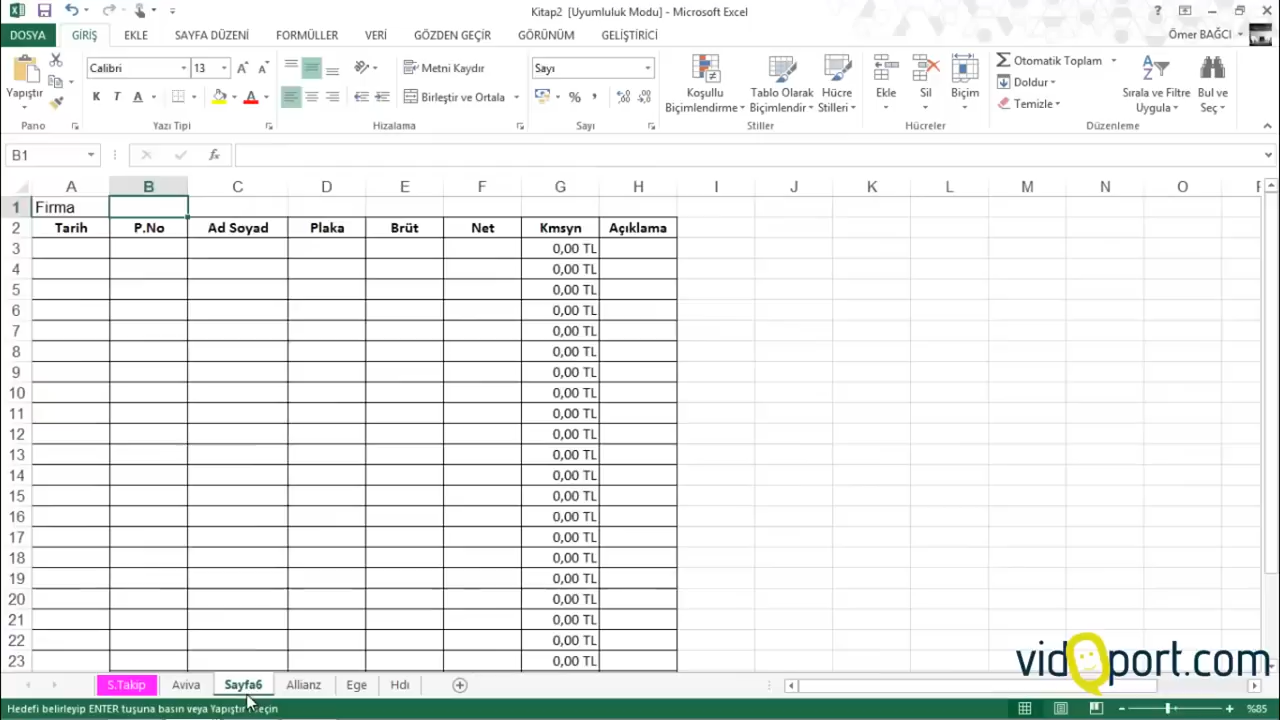 Kitap2 [Uyumluluk Modu] - Microsoft Excel
DOSYA GİRİŞ EKLE SAYFA DÜZENİ FORMÜLLER VERİ GÖZDEN GEÇİR GÖRÜNÜM GELİŞTİRİCİ Ömer BAĞCI
Yapıştır
Calibri 13
K T A
Metni Kaydır
Birleştir ve Ortala
Sayı
%
Koşullu Biçimlendirme
Tablo Olarak Biçimlendir
Hücre Stilleri
Ekle Sil Biçim
Otomatik Toplam
Doldur
Temizle
Sırala ve Filtre Uygula
Bul ve Seç
Pano Yazı Tipi Hizalama Sayı Stiller Hücreler Düzenleme
B1 fx
A B C D E F G H I J K L M N O
1 Firma
2 Tarih P.No Ad Soyad Plaka Brüt Net Kmsyn Açıklama
3 0,00 TL
4 0,00 TL
5 0,00 TL
6 0,00 TL
7 0,00 TL
8 0,00 TL
9 0,00 TL
10 0,00 TL
11 0,00 TL
12 0,00 TL
13 0,00 TL
14 0,00 TL
15 0,00 TL
16 0,00 TL
17 0,00 TL
18 0,00 TL
19 0,00 TL
20 0,00 TL
21 0,00 TL
22 0,00 TL
23 0,00 TL
vidport.com
S.Takip Aviva Sayfa6 Allianz Ege Hdı
Hedefi belirleyip ENTER tuşuna basın veya Yapıştır'ı seçin %85